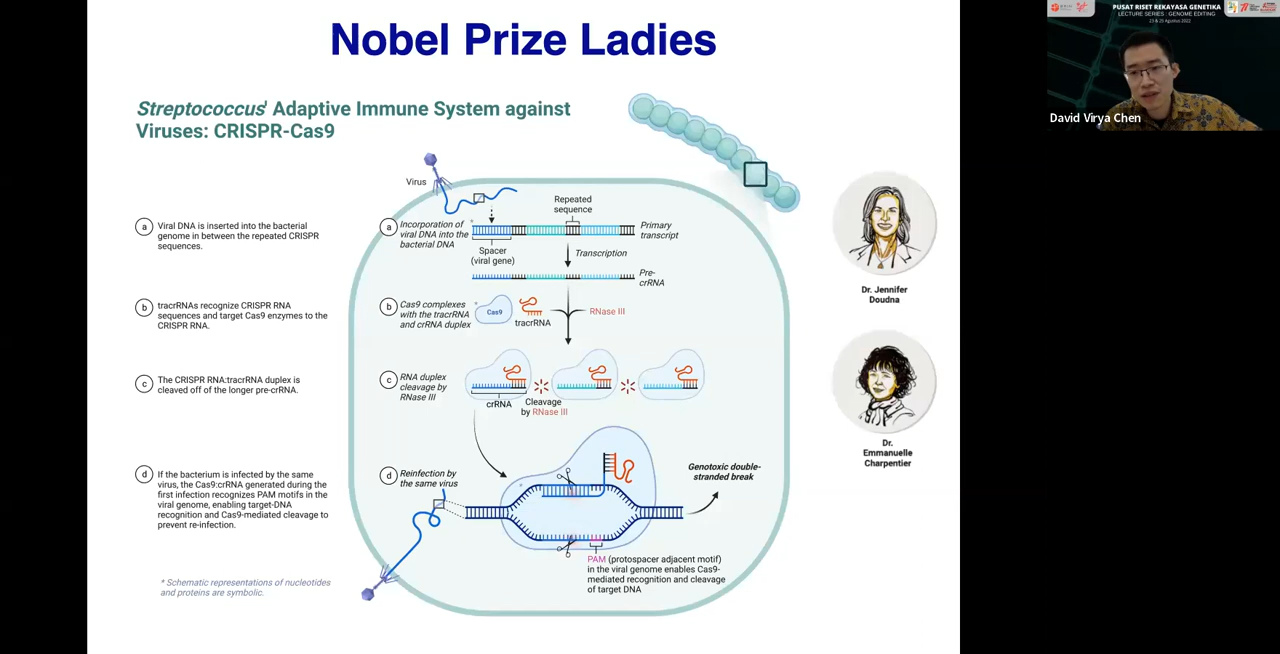 Nobel Prize Ladies
Streptococcus' Adaptive Immune System against
Viruses: CRISPR-Cas9
a
Viral DNA is inserted into the bacterial
genome in between the repeated CRISPR
sequences.
b
tracrRNAs recognize CRISPR RNA
sequences and target Cas9 enzymes to the
CRISPR RNA.
c
The CRISPR RNA:tracrRNA duplex is
cleaved off of the longer pre-crRNA.
d
If the bacterium is infected by the same
virus, the Cas9:crRNA generated during the
first infection recognizes PAM motifs in the
viral genome, enabling target-DNA
recognition and Cas9-mediated cleavage to
prevent re-infection.
* Schematic representations of nucleotides
and proteins are symbolic.
Virus
a
Incorporation of
viral DNA into the
bacterial DNA
*
Repeated
sequence
Primary
transcript
Spacer
(viral gene)
Transcription
Pre-
crRNA
b
Cas9 complexes
with the tracrRNA
and crRNA duplex
*
Cas9
tracrRNA
RNase III
c
RNA duplex
cleavage by
RNase III
crRNA
Cleavage
by RNase III
d
Reinfection by
the same virus
*
Genotoxic double-
stranded break
PAM (protospacer adjacent motif)
in the viral genome enables Cas9-
mediated recognition and cleavage
of target DNA
Dr. Jennifer
Doudna
Dr.
Emmanuelle
Charpentier
PUSAT RISET REKAYASA GENETIKA
LECTURE SERIES : GENOME EDITING
23 & 25 Agustus 2022
David Virya Chen